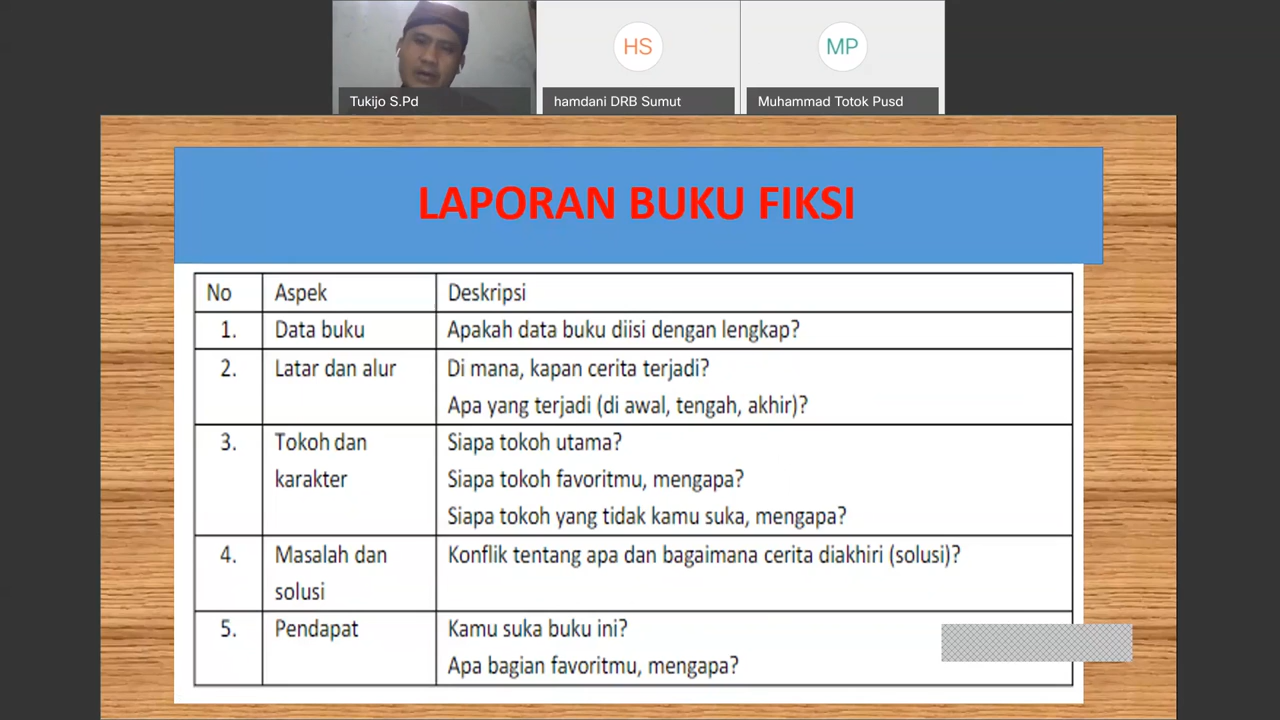 HS
MP
Tukijo S.Pd
hamdani DRB Sumut
Muhammad Totok Pusd
LAPORAN BUKU FIKSI
No Aspek Deskripsi
1. Data buku Apakah data buku diisi dengan lengkap?
2. Latar dan alur Di mana, kapan cerita terjadi?
Apa yang terjadi (di awal, tengah, akhir)?
3. Tokoh dan Siapa tokoh utama?
karakter Siapa tokoh favoritmu, mengapa?
Siapa tokoh yang tidak kamu suka, mengapa?
4. Masalah dan Konflik tentang apa dan bagaimana cerita diakhiri (solusi)?
solusi
5. Pendapat Kamu suka buku ini?
Apa bagian favoritmu, mengapa?